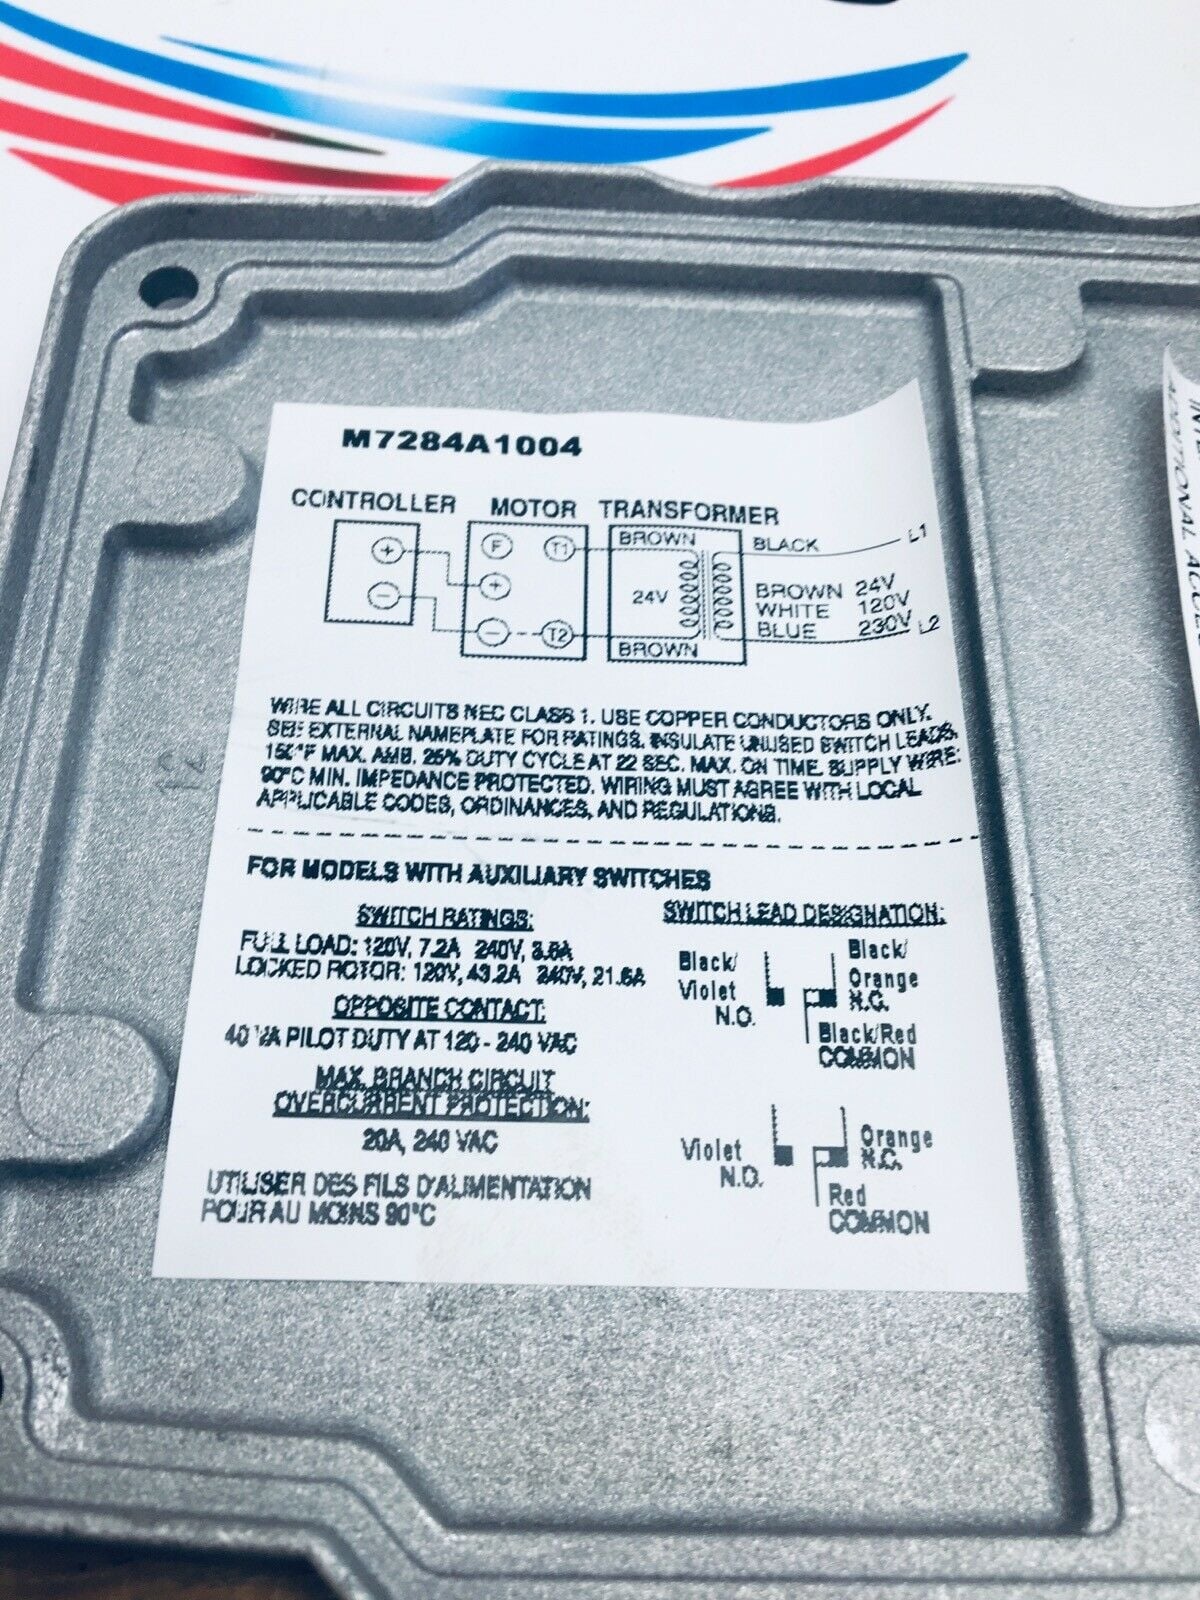 M7284A1004
CONTROLLER MOTOR TRANSFORMER
BROWN
+ F T1 BLACK L1
+ 24V BROWN 24V
WHITE 120V
- - T2 BLUE 230V L2
BROWN
WIRE ALL CIRCUITS NEC CLASS 1. USE COPPER CONDUCTORS ONLY.
SEE EXTERNAL NAMEPLATE FOR RATINGS. INSULATE UNUSED SWITCH LEADS.
150°F MAX. AMB. 25% DUTY CYCLE AT 22 SEC. MAX. ON TIME. SUPPLY WIRE:
90°C MIN. IMPEDANCE PROTECTED. WIRING MUST AGREE WITH LOCAL
APPLICABLE CODES, ORDINANCES, AND REGULATIONS.
FOR MODELS WITH AUXILIARY SWITCHES
SWITCH RATINGS:
FULL LOAD: 120V, 7.2A 240V, 3.6A
LOCKED ROTOR: 120V, 43.2A 240V, 21.6A
OPPOSITE CONTACT:
40 VA PILOT DUTY AT 120 - 240 VAC
MAX. BRANCH CIRCUIT
OVERCURRENT PROTECTION:
20A, 240 VAC
UTILISER DES FILS D'ALIMENTATION
POUR AU MOINS 90°C
SWITCH LEAD DESIGNATION:
Black/
Violet
N.O.
Black/
Orange
N.C.
Black/Red
COMMON
Violet
N.O.
Orange
N.C.
Red
COMMON
12